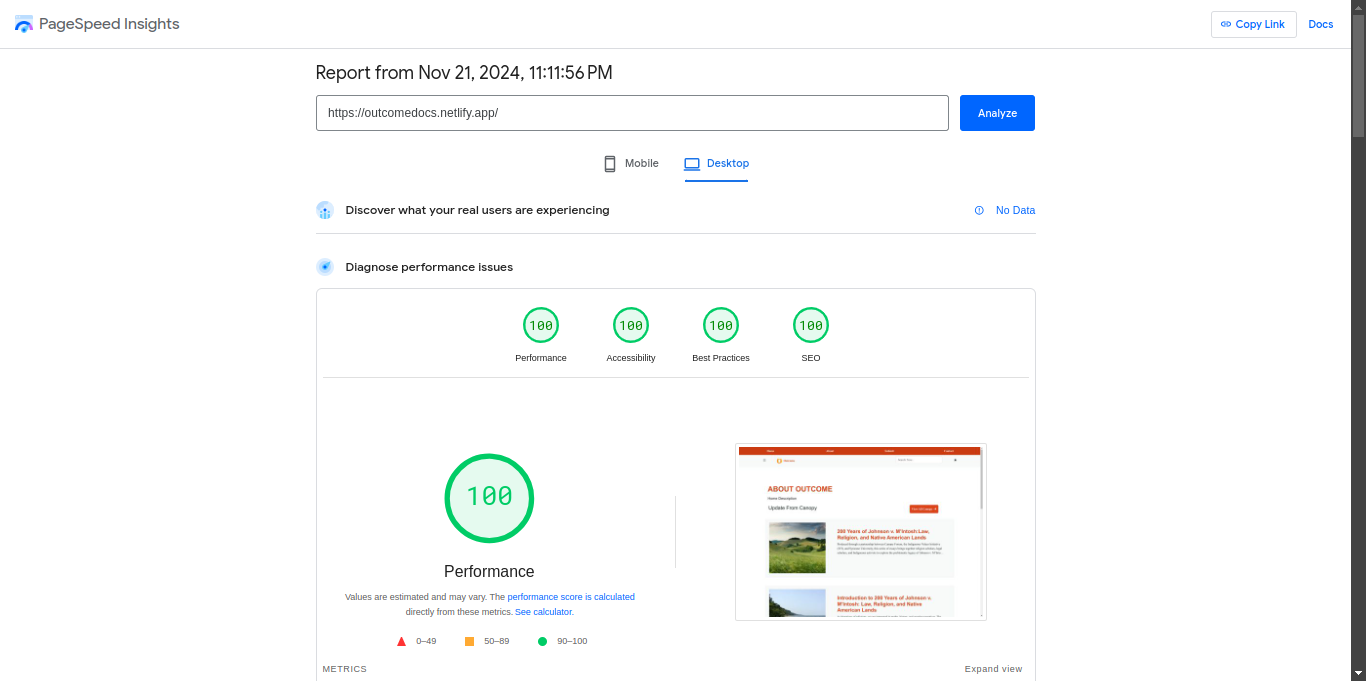 PageSpeed Insights
Copy Link
Docs
Report from Nov 21, 2024, 11:11:56 PM
https://outcomedocs.netlify.app/
Analyze
Mobile
Desktop
Discover what your real users are experiencing
No Data
Diagnose performance issues
100
100
100
100
Performance
Accessibility
Best Practices
SEO
100
Performance
Values are estimated and may vary. The performance score is calculated
directly from these metrics. See calculator.
0–49
50–89
90–100
METRICS
Expand view
ABOUT OUTCOME
Home Description
Update From Canopy
200 Years of Johnson v. M'Intosh: Law,
Religion, and Native American Lands
Introduction to 200 Years of Johnson v.
M'Intosh: Law, Religion, and Native
American Lands